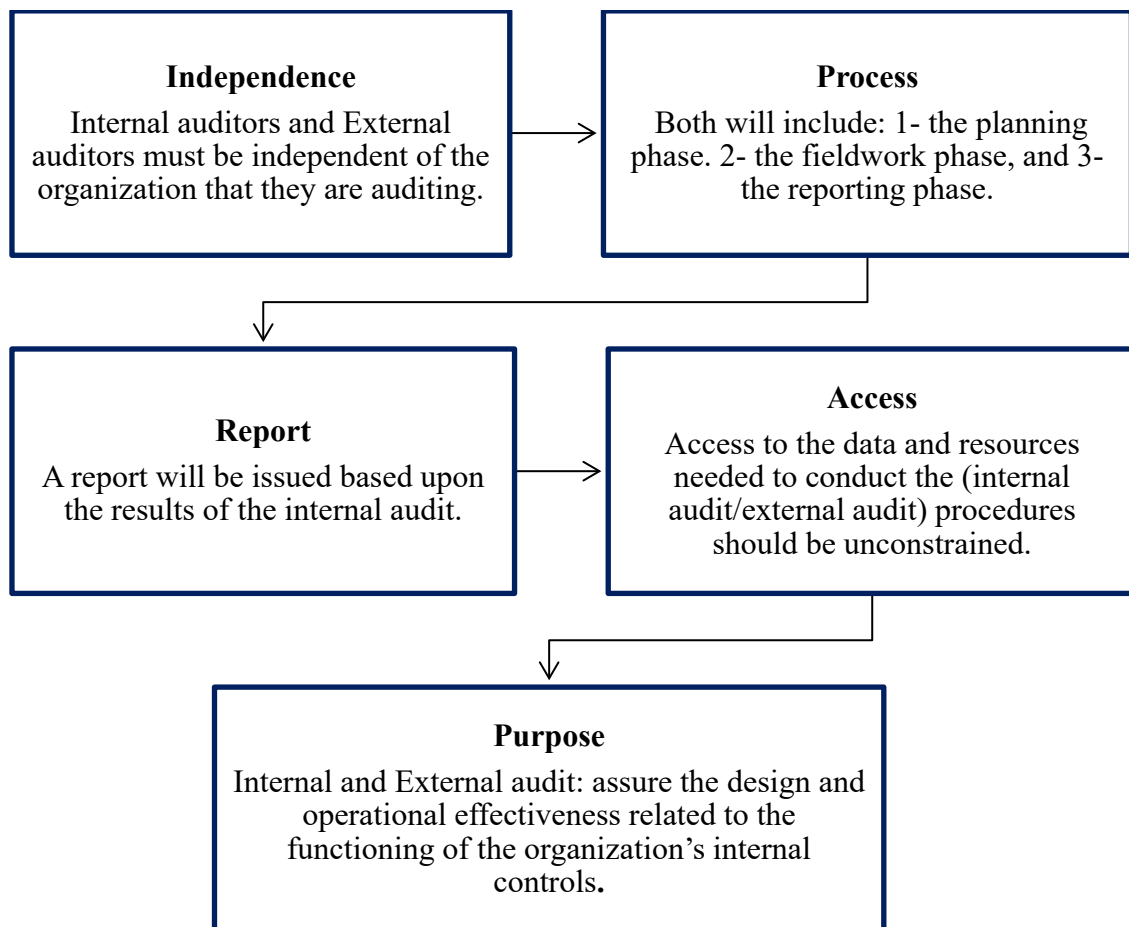 Independence
Internal auditors and External
auditors must be independent of the
organization that they are auditing.
Process
Both will include: 1- the planning
phase. 2- the fieldwork phase, and 3-
the reporting phase.
Report
A report will be issued based upon
the results of the internal audit.
Access
Access to the data and resources
needed to conduct the (internal
audit/external audit) procedures
should be unconstrained.
Purpose
Internal and External audit: assure the design and
operational effectiveness related to the
functioning of the organization’s internal
controls.